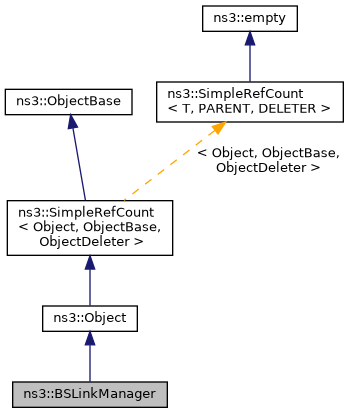 ns3::empty
ns3::ObjectBase
ns3::SimpleRefCount
< T, PARENT, DELETER >
< Object, ObjectBase,
ObjectDeleter >
ns3::SimpleRefCount
< Object, ObjectBase,
ObjectDeleter >
ns3::Object
ns3::BSLinkManager